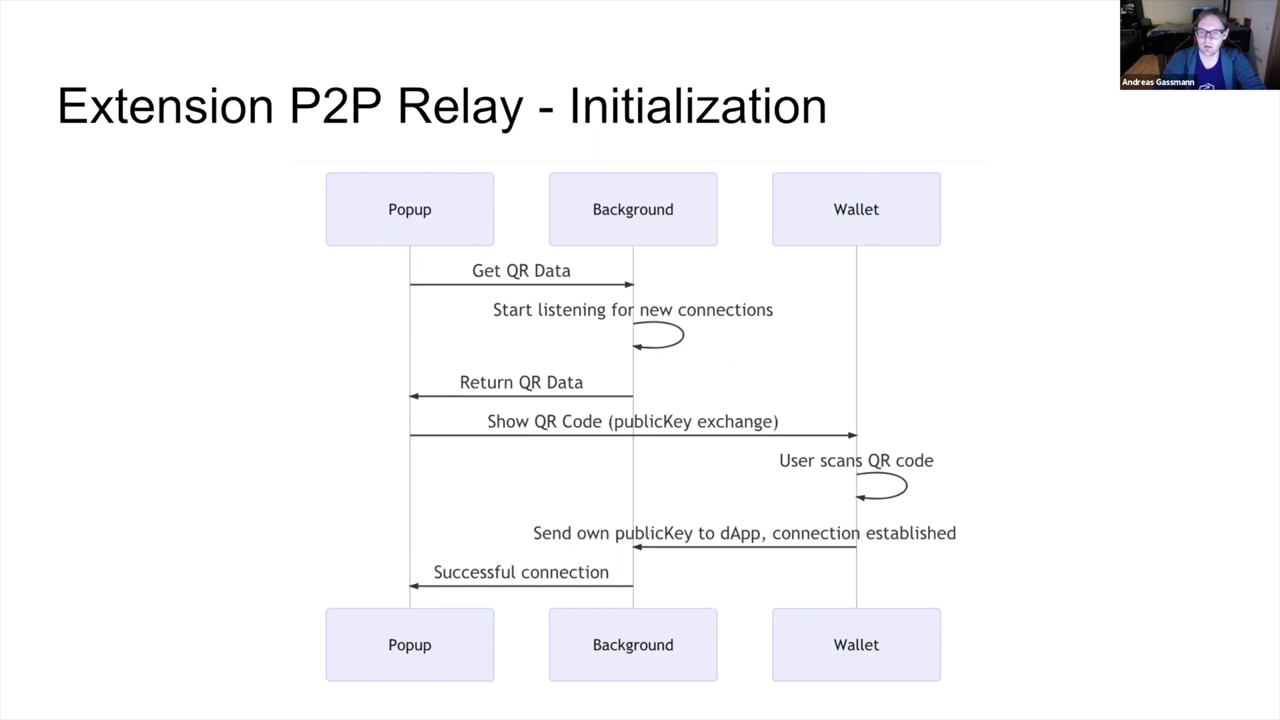 Andreas Gassmann
Extension P2P Relay - Initialization
Popup
Background
Wallet
Get QR Data
Start listening for new connections
Return QR Data
Show QR Code (publicKey exchange)
User scans QR code
Send own publicKey to dApp, connection established
Successful connection
Popup
Background
Wallet